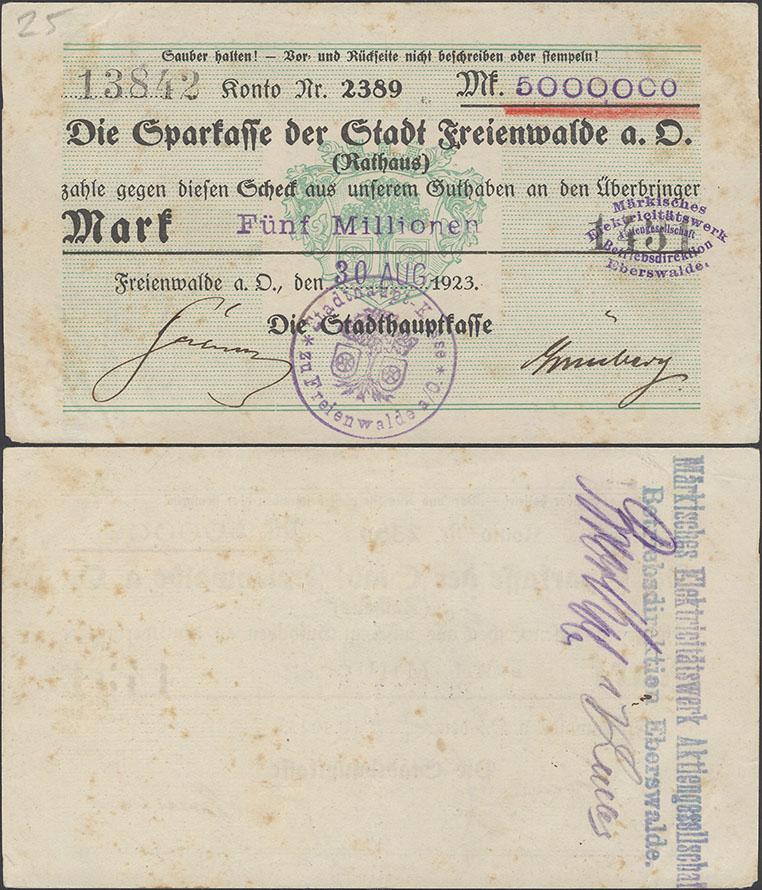 25
Sauber halten! — Vor- und Rückseite nicht beschreiben oder stempeln!
13842 Konto Nr. 2389 Mk. 5000000
Die Sparkasse der Stadt Freienwalde a. O.
(Rathaus)
zahle gegen diesen Scheck aus unserem Guthaben an den Überbringer
Mark Fünf Millionen
Märkisches
Elektricitätswerk
Aktiengesellschaft
Betriebsdirektion
Eberswalde.
Freienwalde a. O., den 30 AUG. 1923.
Die Stadthauptkasse
Stadthaupt-Kasse
zu Freienwalde a/O.
Märkisches Elektricitätswerk Aktiengesellschaft
Betriebsdirektion Eberswalde.